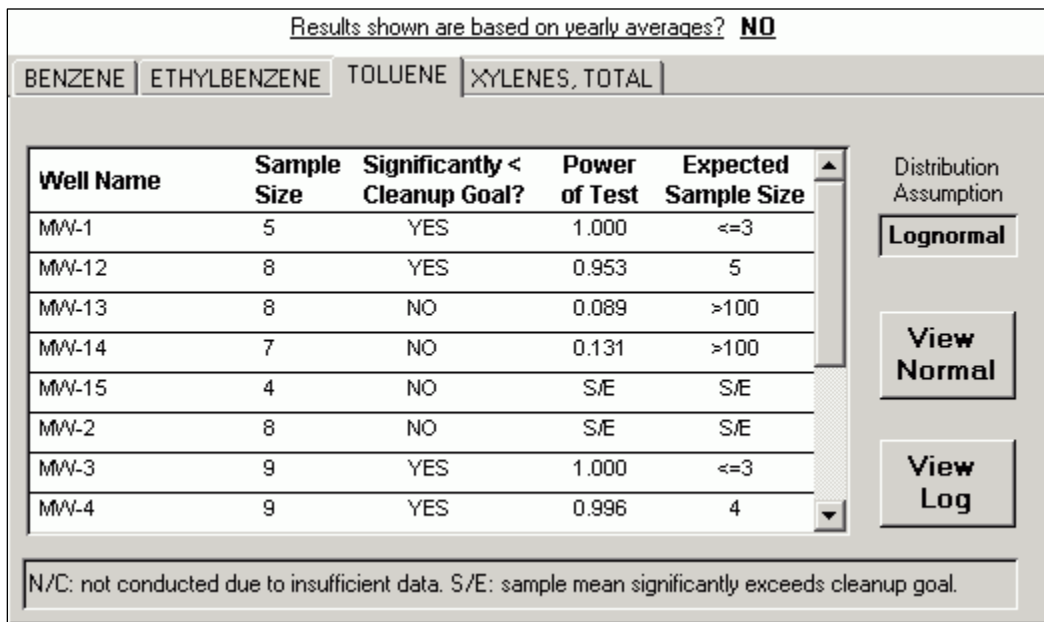 Results shown are based on yearly averages? NO
BENZENE ETHYLBENZENE TOLUENE XYLENES, TOTAL
Well Name Sample Size Significantly < Cleanup Goal? Power of Test Expected Sample Size
MW-1 5 YES 1.000 <=3
MW-12 8 YES 0.953 5
MW-13 8 NO 0.089 >100
MW-14 7 NO 0.131 >100
MW-15 4 NO S/E S/E
MW-2 8 NO S/E S/E
MW-3 9 YES 1.000 <=3
MW-4 9 YES 0.996 4
Distribution
Assumption
Lognormal
View
Normal
View
Log
N/C: not conducted due to insufficient data. S/E: sample mean significantly exceeds cleanup goal.